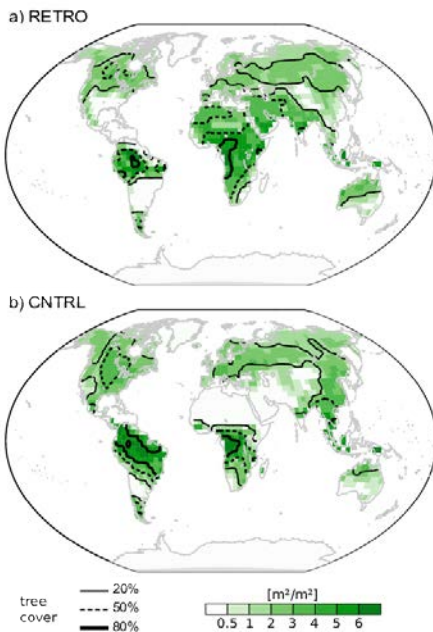 a) RETRO
b) CNTRL
tree
cover
20%
50%
80%
[m²/m²]
0.5 1 2 3 4 5 6